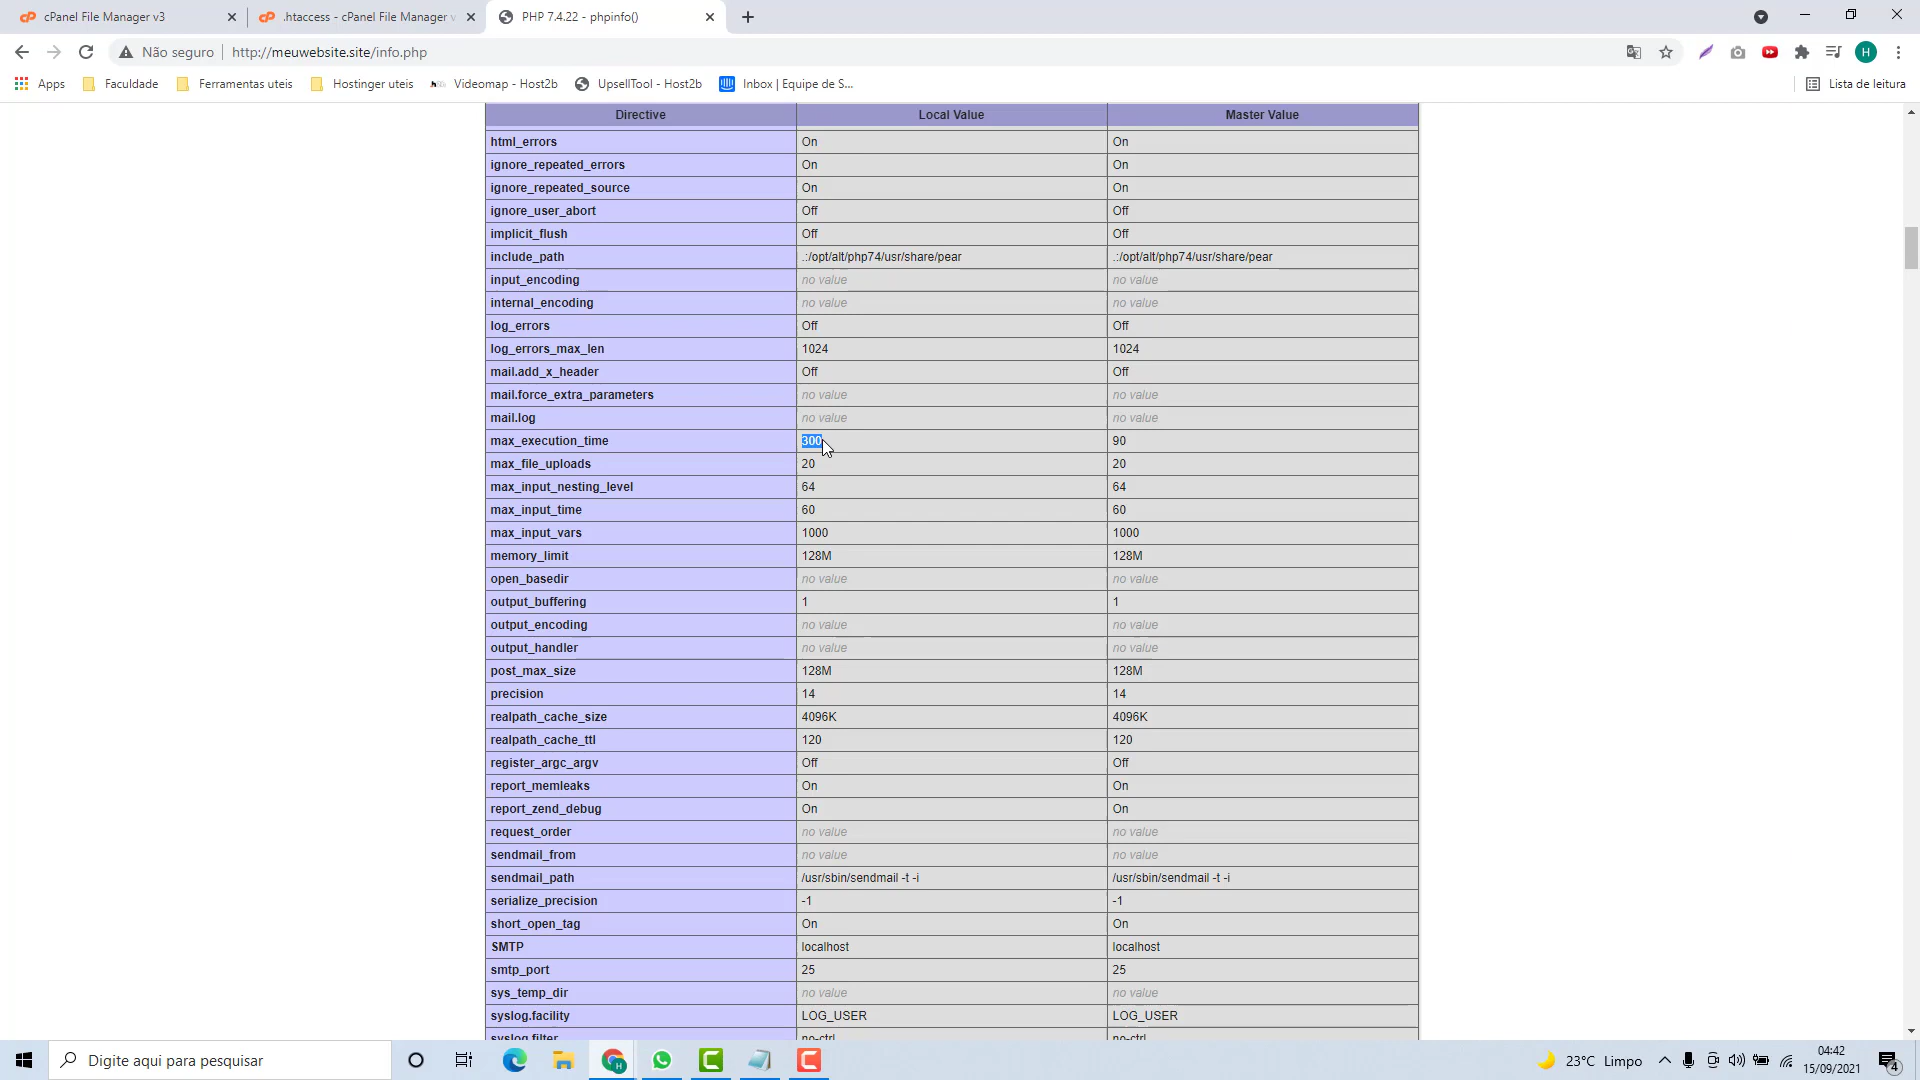 cPanel File Manager v3
.htaccess - cPanel File Manager v
PHP 7.4.22 - phpinfo()
Não seguro http://meuwebsite.site/info.php
H
Apps Faculdade Ferramentas uteis Hostinger uteis Videomap - Host2b UpsellTool - Host2b Inbox | Equipe de S... Lista de leitura
Directive Local Value Master Value
html_errors On On
ignore_repeated_errors On On
ignore_repeated_source On On
ignore_user_abort Off Off
implicit_flush Off Off
include_path .:/opt/alt/php74/usr/share/pear .:/opt/alt/php74/usr/share/pear
input_encoding no value no value
internal_encoding no value no value
log_errors Off Off
log_errors_max_len 1024 1024
mail.add_x_header Off Off
mail.force_extra_parameters no value no value
mail.log no value no value
max_execution_time 300 90
max_file_uploads 20 20
max_input_nesting_level 64 64
max_input_time 60 60
max_input_vars 1000 1000
memory_limit 128M 128M
open_basedir no value no value
output_buffering 1 1
output_encoding no value no value
output_handler no value no value
post_max_size 128M 128M
precision 14 14
realpath_cache_size 4096K 4096K
realpath_cache_ttl 120 120
register_argc_argv Off Off
report_memleaks On On
report_zend_debug On On
request_order no value no value
sendmail_from no value no value
sendmail_path /usr/sbin/sendmail -t -i /usr/sbin/sendmail -t -i
serialize_precision -1 -1
short_open_tag On On
SMTP localhost localhost
smtp_port 25 25
sys_temp_dir no value no value
syslog.facility LOG_USER LOG_USER
syslog.filter no-ctrl no-ctrl
Digite aqui para pesquisar
23°C Limpo
04:42
15/09/2021
4